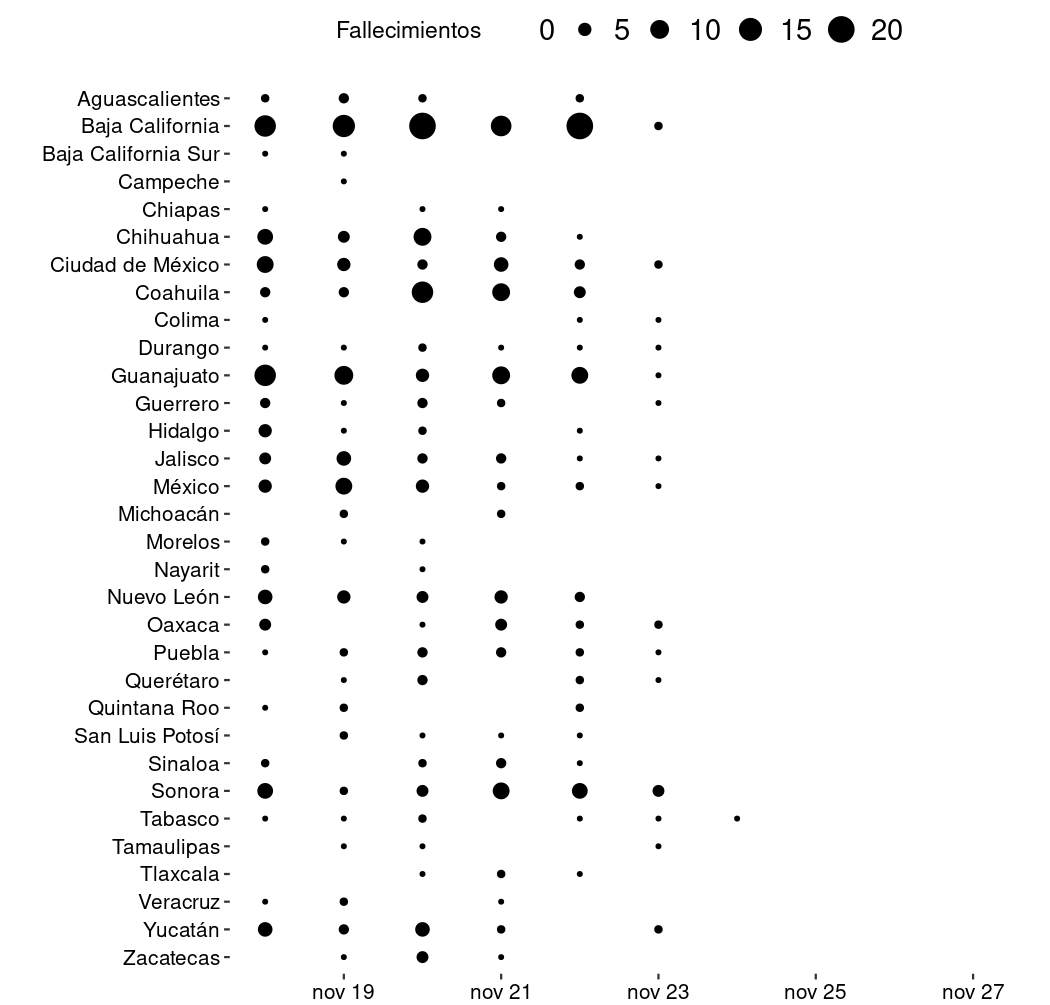 Fallecimientos 0 5 10 15 20
Aguascalientes
Baja California
Baja California Sur
Campeche
Chiapas
Chihuahua
Ciudad de México
Coahuila
Colima
Durango
Guanajuato
Guerrero
Hidalgo
Jalisco
México
Michoacán
Morelos
Nayarit
Nuevo León
Oaxaca
Puebla
Querétaro
Quintana Roo
San Luis Potosí
Sinaloa
Sonora
Tabasco
Tamaulipas
Tlaxcala
Veracruz
Yucatán
Zacatecas
nov 19 nov 21 nov 23 nov 25 nov 27